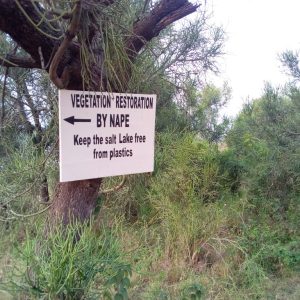 VEGETATION RESTORATION
BY NAPE
Keep the salt Lake free
from plastics